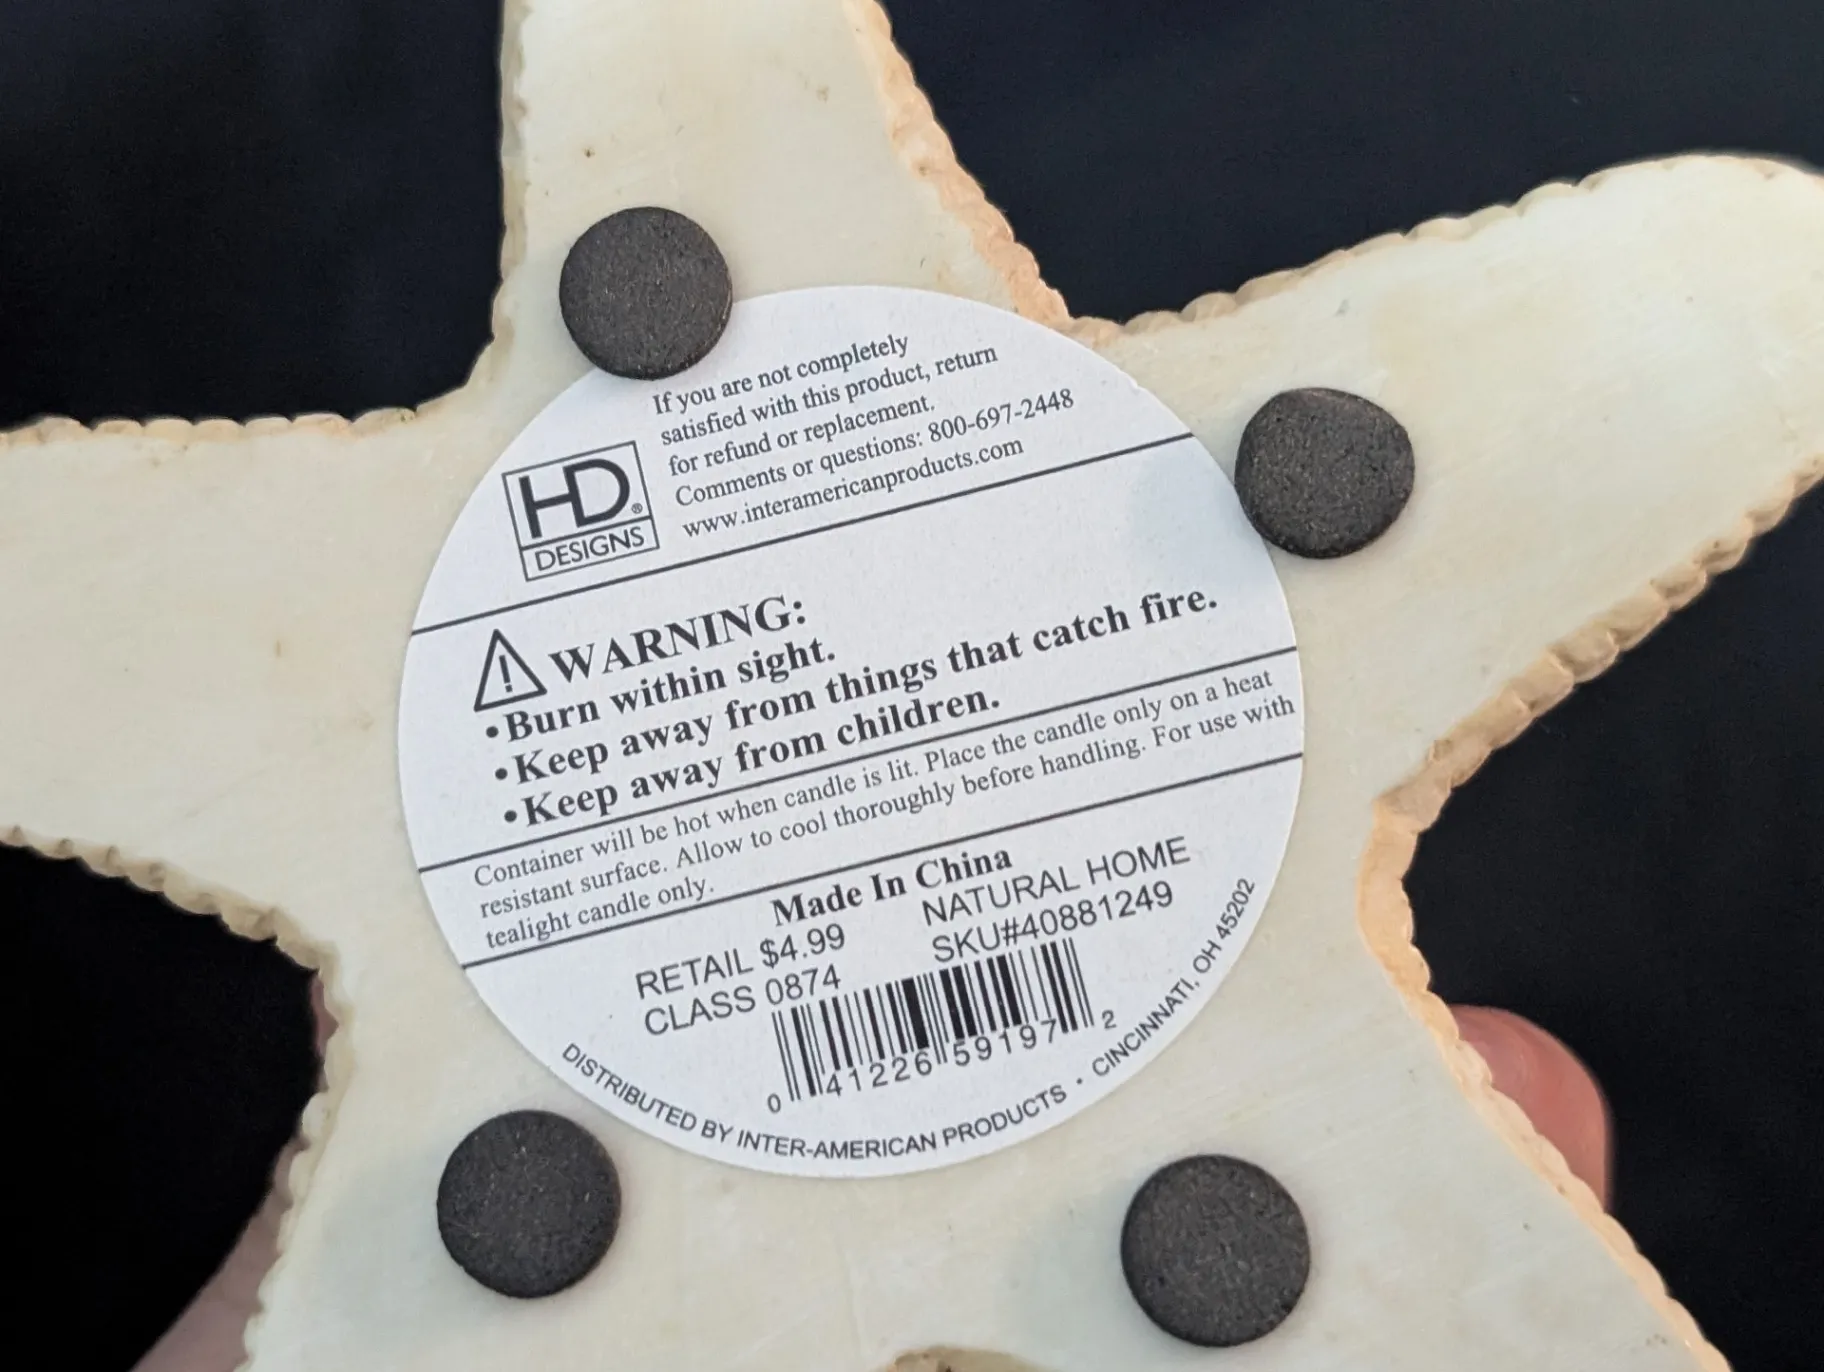 If you are not completely
satisfied with this product, return
for refund or replacement.
Comments or questions: 800-697-2448
www.interamericanproducts.com
HD®
DESIGNS
WARNING:
•Burn within sight.
•Keep away from things that catch fire.
•Keep away from children.
Container will be hot when candle is lit. Place the candle only on a heat
resistant surface. Allow to cool thoroughly before handling. For use with
tealight candle only.
Made In China
RETAIL $4.99
CLASS 0874
NATURAL HOME
SKU#40881249
0 41226 59197 2
DISTRIBUTED BY INTER-AMERICAN PRODUCTS • CINCINNATI, OH 45202